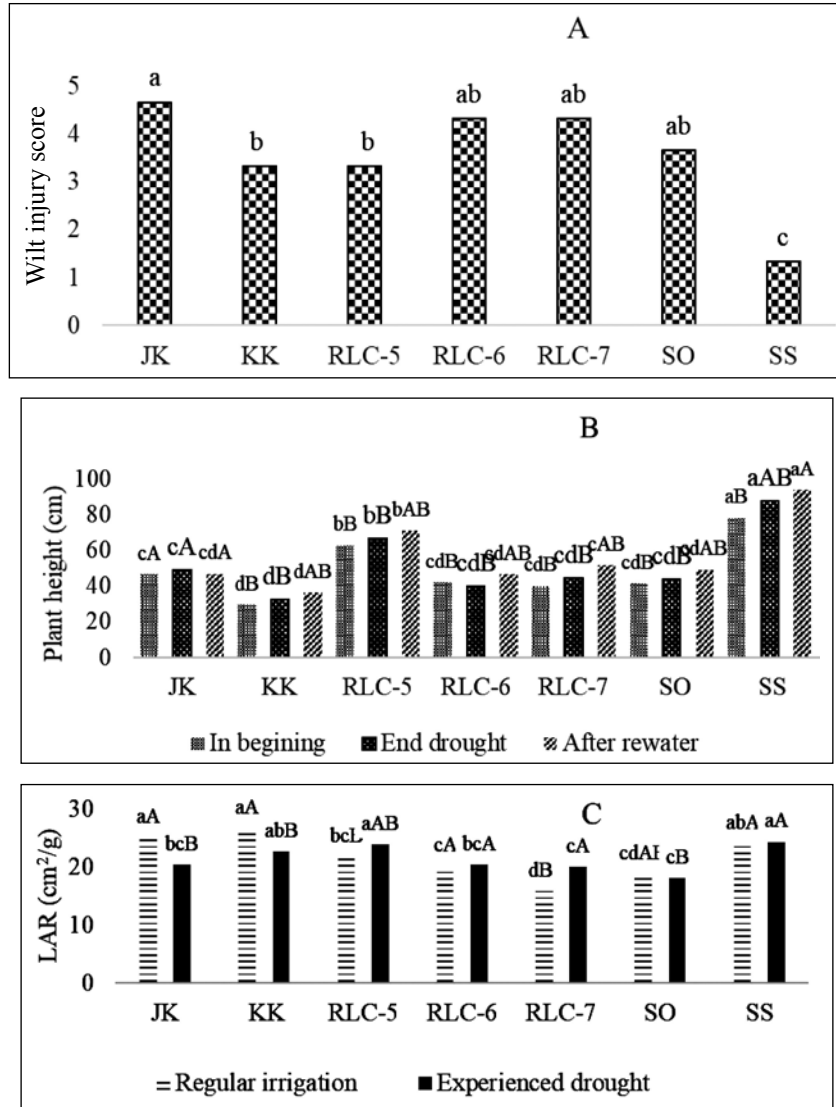 A
Wilt injury score
5
4
3
2
1
0
a
b
b
ab
ab
ab
c
JK KK RLC-5 RLC-6 RLC-7 SO SS
B
Plant height (cm)
100
80
60
40
20
0
cA cA cdA
dB dB dAB
bB bB bAB
cdB cdB cdAB
cdB cdB cAB
cdB cdB
aB aAB aA
JK KK RLC-5 RLC-6 RLC-7 SO SS
In begining End drought After rewater
C
LAR (cm²/g)
30
20
10
0
aA bcB
aA abB
aAB
cA bcA
dB cA
cB
abA aA
JK KK RLC-5 RLC-6 RLC-7 SO SS
Regular irrigation Experienced drought